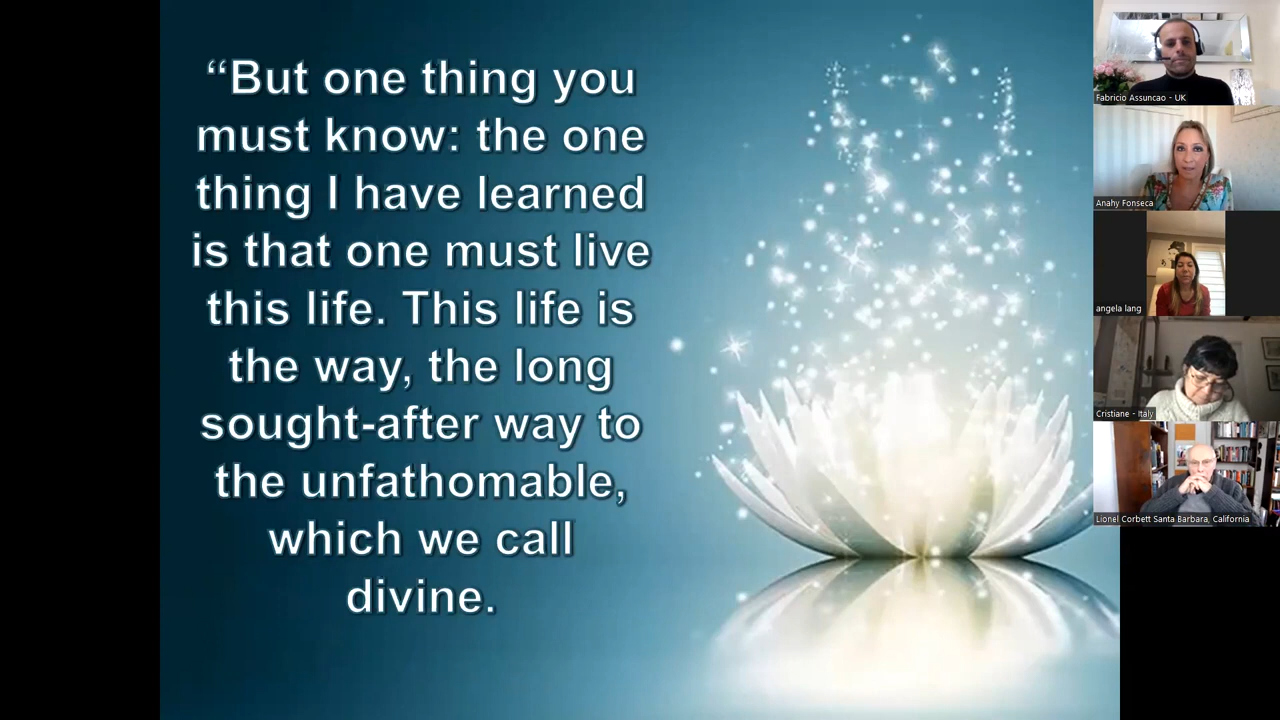 “But one thing you
must know: the one
thing I have learned
is that one must live
this life. This life is
the way, the long
sought-after way to
the unfathomable,
which we call
divine.
Fabricio Assuncao - UK
Anahy Fonseca
angela lang
Cristiane - Italy
Lionel Corbett Santa Barbara, California